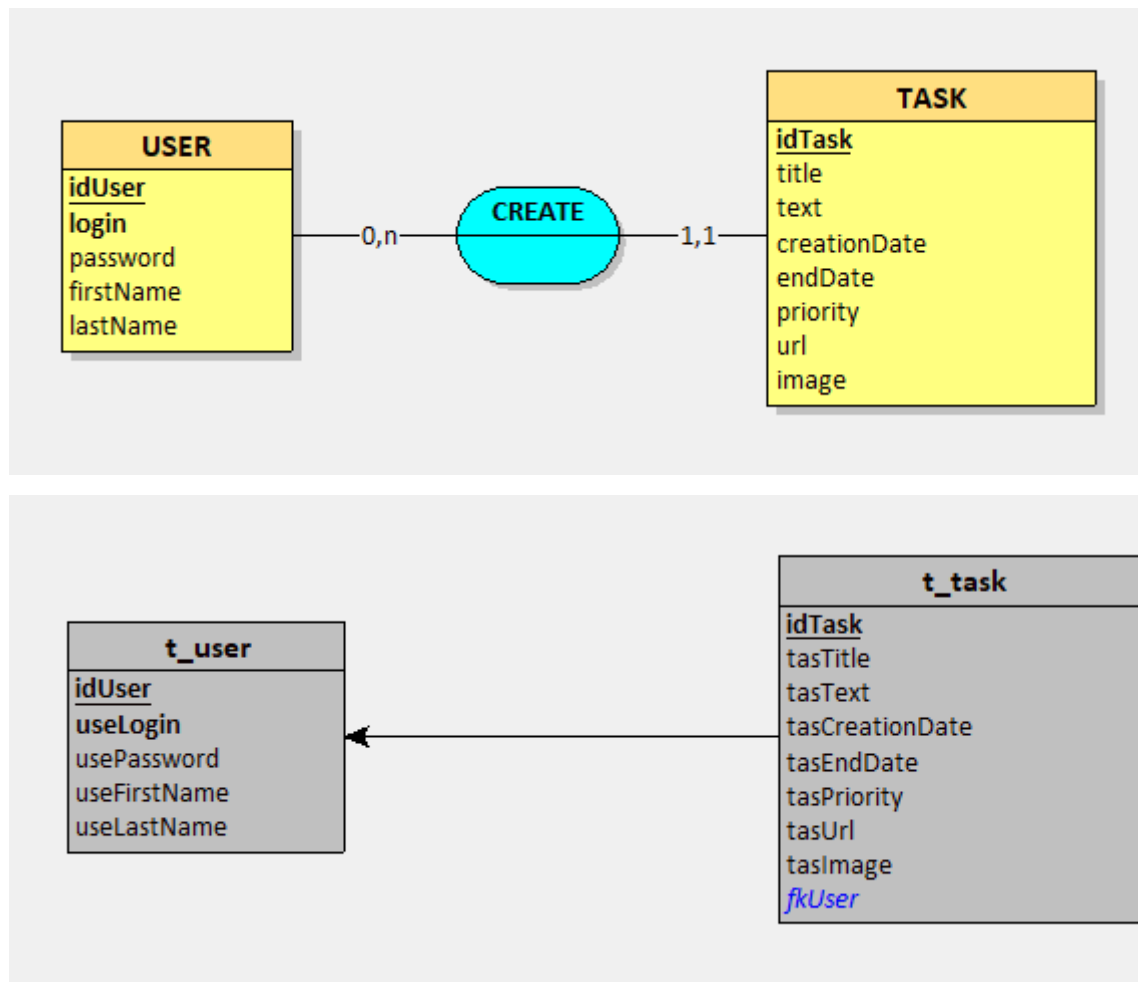 USER
idUser
login
password
firstName
lastName
0,n
CREATE
1,1
TASK
idTask
title
text
creationDate
endDate
priority
url
image
t_user
idUser
useLogin
usePassword
useFirstName
useLastName
t_task
idTask
tasTitle
tasText
tasCreationDate
tasEndDate
tasPriority
tasUrl
tasImage
fkUser